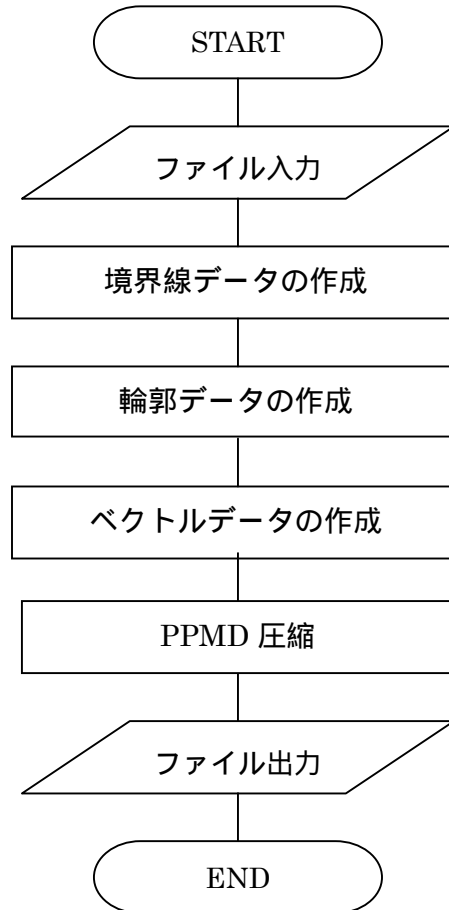 START
ファイル入力
境界線データの作成
輪郭データの作成
ベクトルデータの作成
PPMD 圧縮
ファイル出力
END